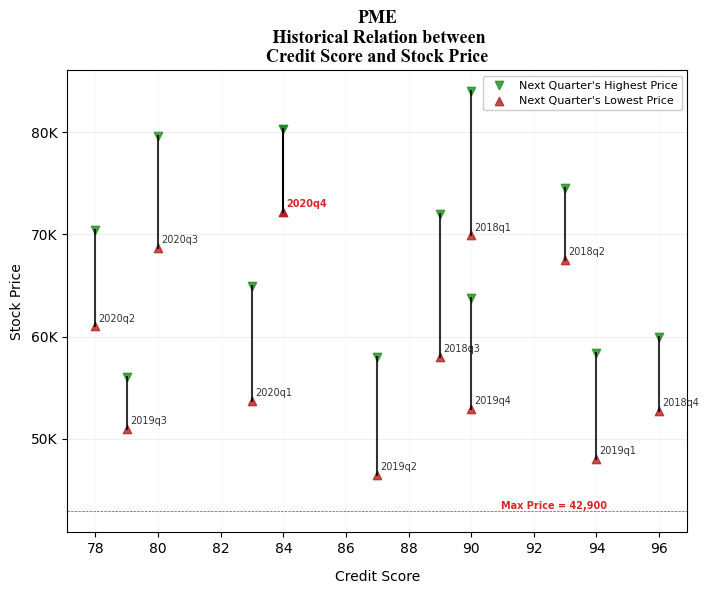 PME
Historical Relation between
Credit Score and Stock Price
Next Quarter's Highest Price
Next Quarter's Lowest Price
80K
70K
60K
50K
Stock Price
2020q4
2018q1
2020q3
2018q2
2020q2
2018q3
2018q4
2020q1
2019q4
2019q3
2019q1
2019q2
Max Price = 42,900
78 80 82 84 86 88 90 92 94 96
Credit Score